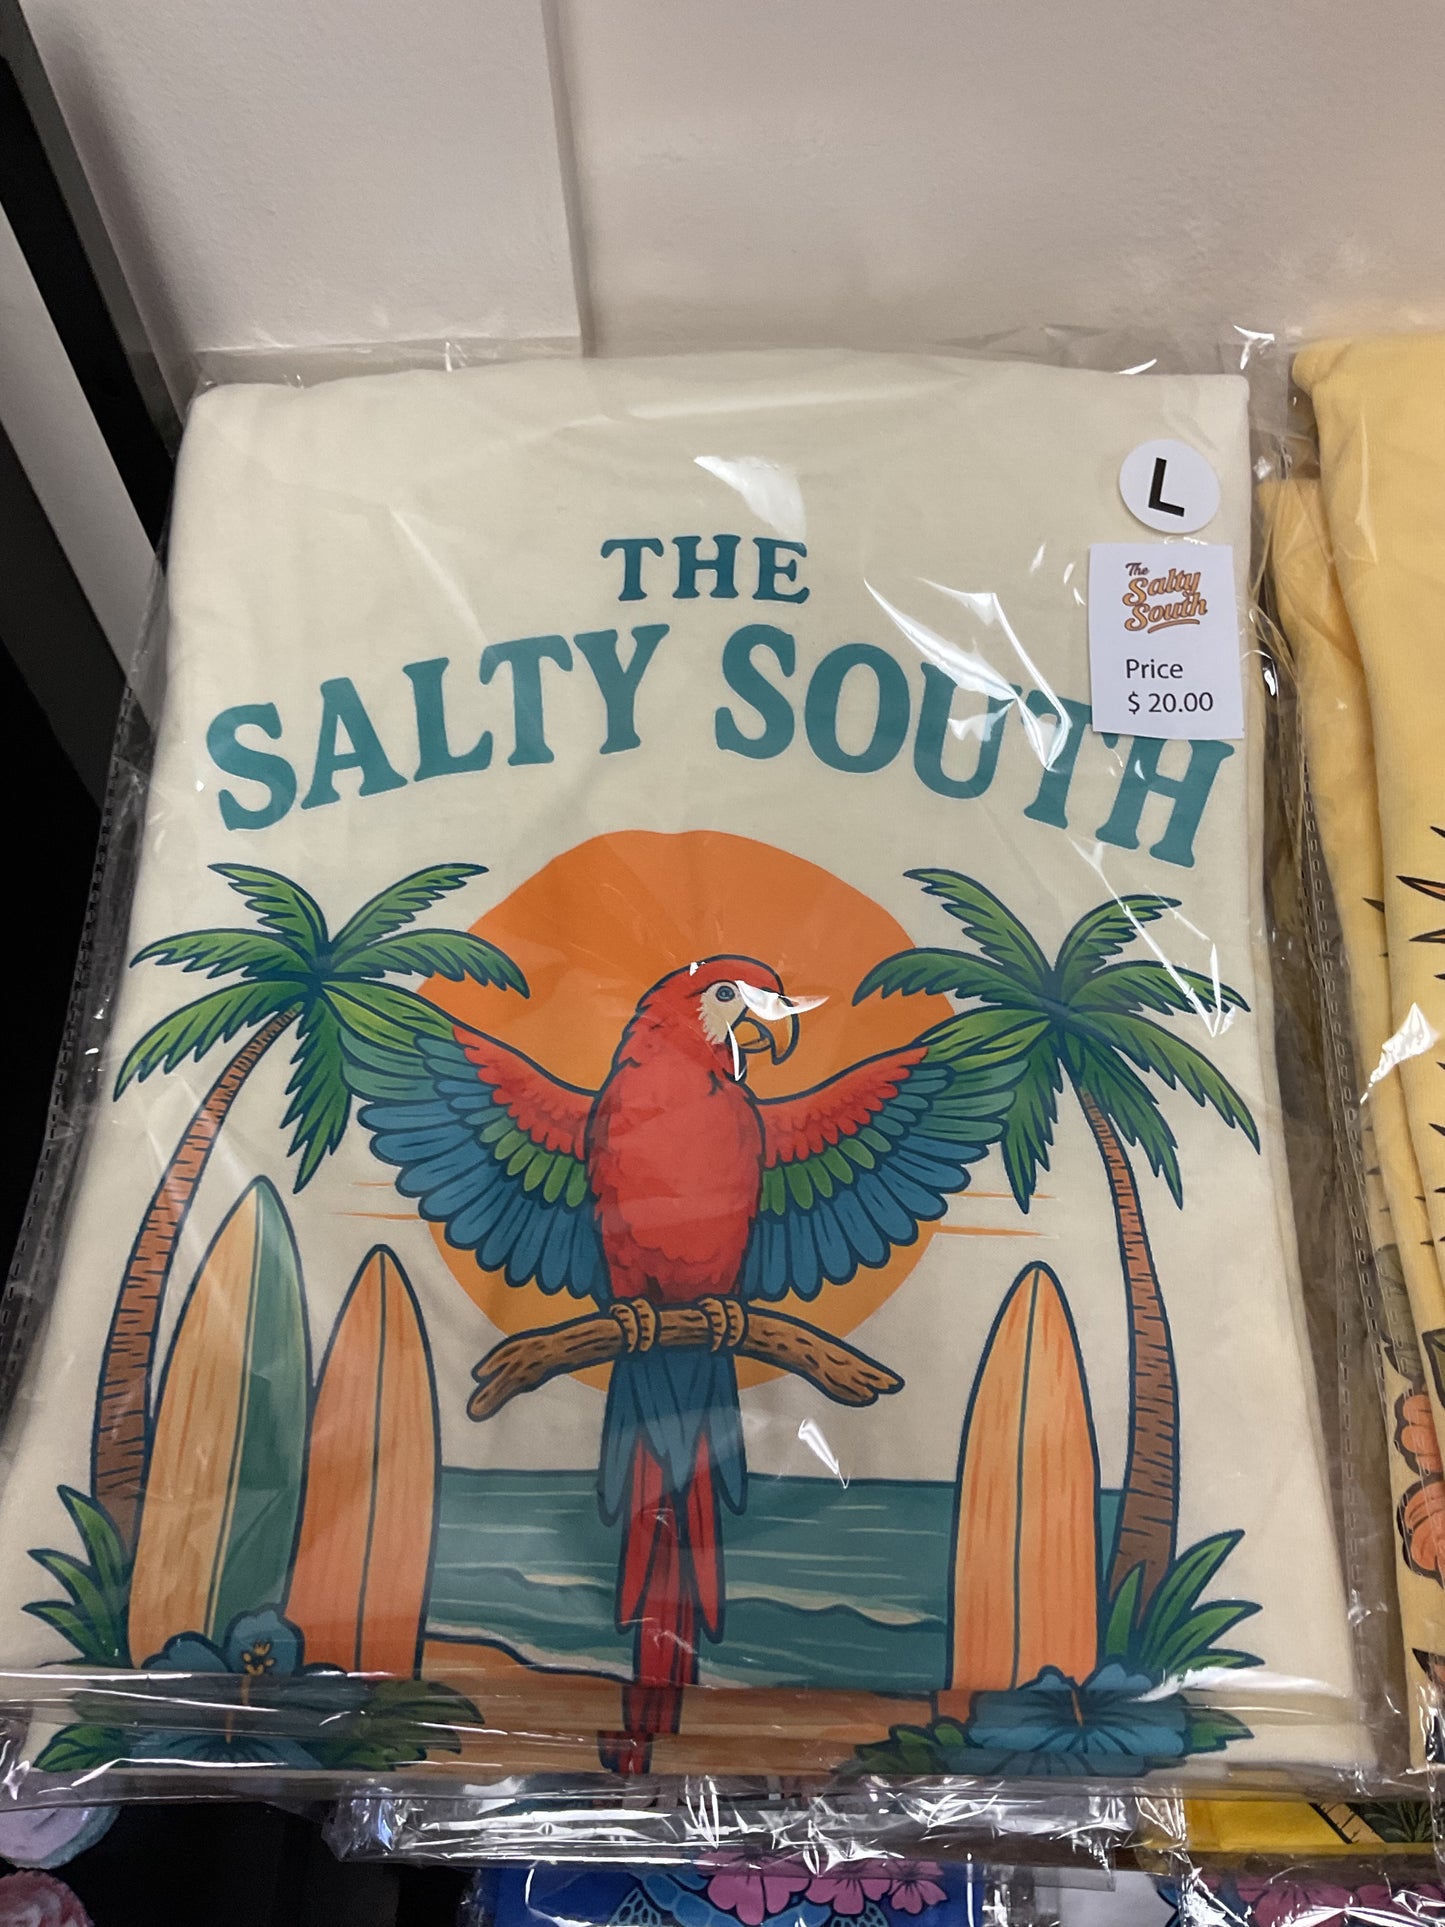 L
The
Salty
South
Price
$ 20.00
THE
SALTY SOUTH